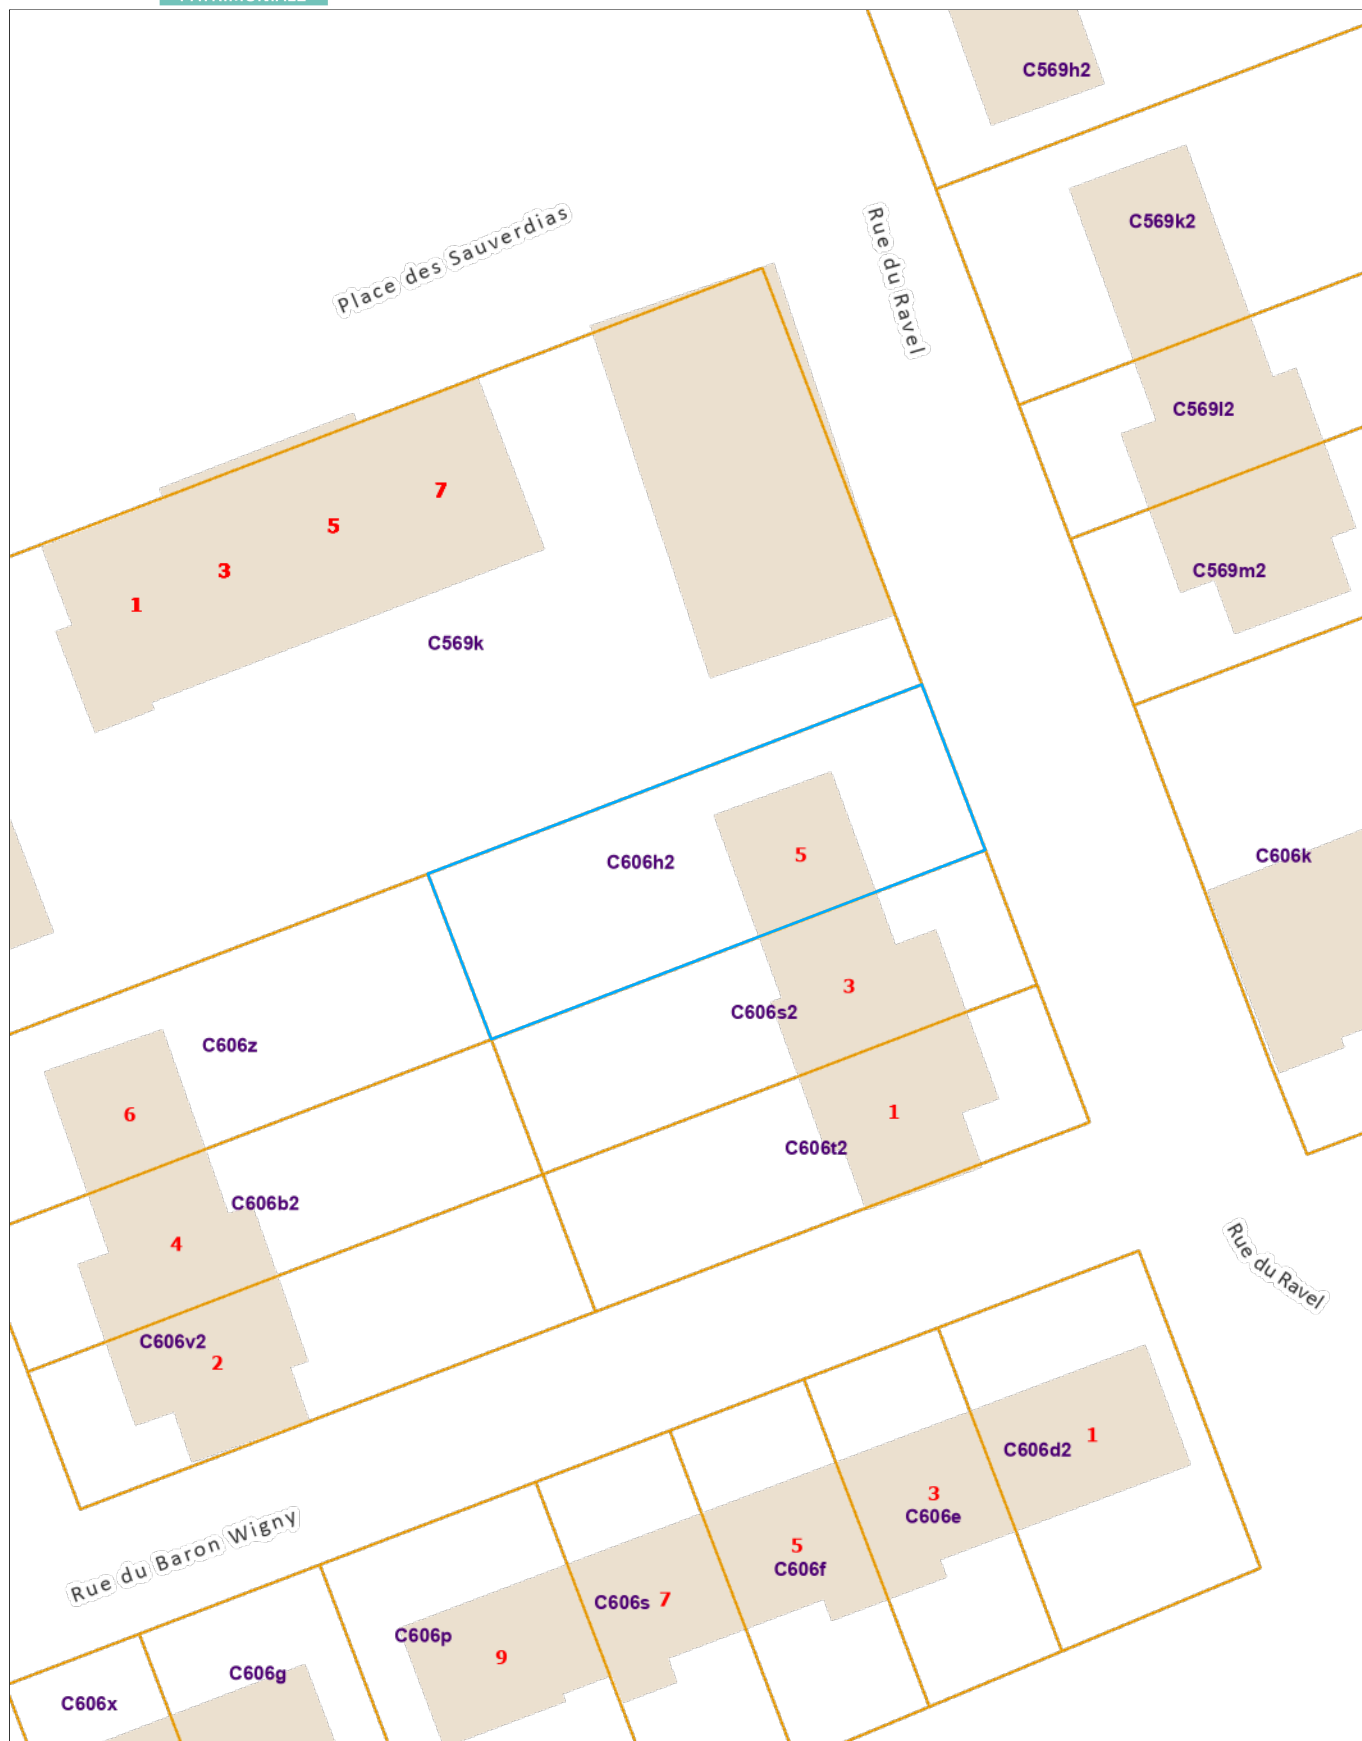 C569h2
Place des Sauverdias
Rue du Ravel
C569k2
C569l2
7
5
3
1
C569k
C569m2
C606h2
5
C606k
3
C606s2
C606z
6
1
C606t2
C606b2
4
C606v2
2
Rue du Ravel
Rue du Baron Wigny
1
C606d2
3
C606e
5
C606f
C606s
7
C606p
9
C606g
C606x